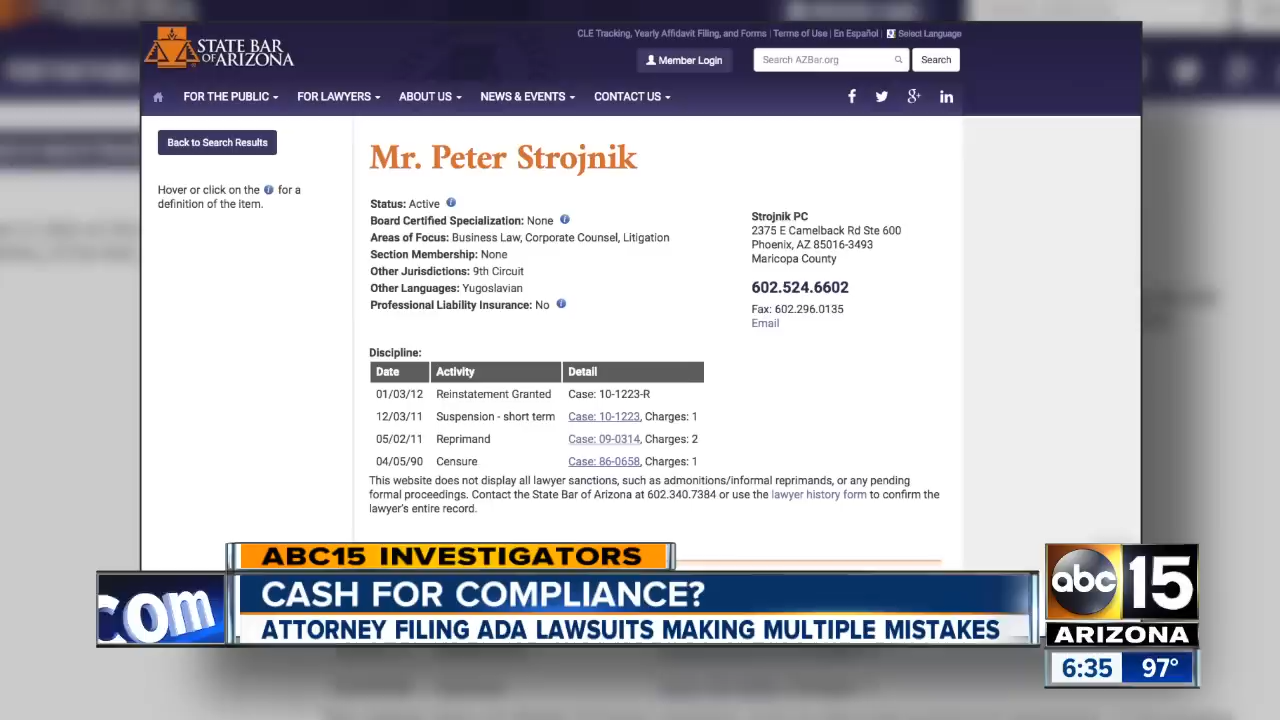 STATE BAR
OF ARIZONA
CLE Tracking, Yearly Affidavit Filing, and Forms | Terms of Use | En Español | Select Language
Member Login
Search AZBar.org
Search
FOR THE PUBLIC
FOR LAWYERS
ABOUT US
NEWS & EVENTS
CONTACT US
Back to Search Results
Hover or click on the i for a
definition of the item.
Mr. Peter Strojnik
Status: Active
Board Certified Specialization: None
Areas of Focus: Business Law, Corporate Counsel, Litigation
Section Membership: None
Other Jurisdictions: 9th Circuit
Other Languages: Yugoslavian
Professional Liability Insurance: No
Strojnik PC
2375 E Camelback Rd Ste 600
Phoenix, AZ 85016-3493
Maricopa County
602.524.6602
Fax: 602.296.0135
Email
Discipline:
Date Activity Detail
01/03/12 Reinstatement Granted Case: 10-1223-R
12/03/11 Suspension - short term Case: 10-1223, Charges: 1
05/02/11 Reprimand Case: 09-0314, Charges: 2
04/05/90 Censure Case: 86-0658, Charges: 1
This website does not display all lawyer sanctions, such as admonitions/informal reprimands, or any pending
formal proceedings. Contact the State Bar of Arizona at 602.340.7384 or use the lawyer history form to confirm the
lawyer's entire record.
ABC15 INVESTIGATORS
CASH FOR COMPLIANCE?
ATTORNEY FILING ADA LAWSUITS MAKING MULTIPLE MISTAKES
com
abc 15
ARIZONA
6:35 97°